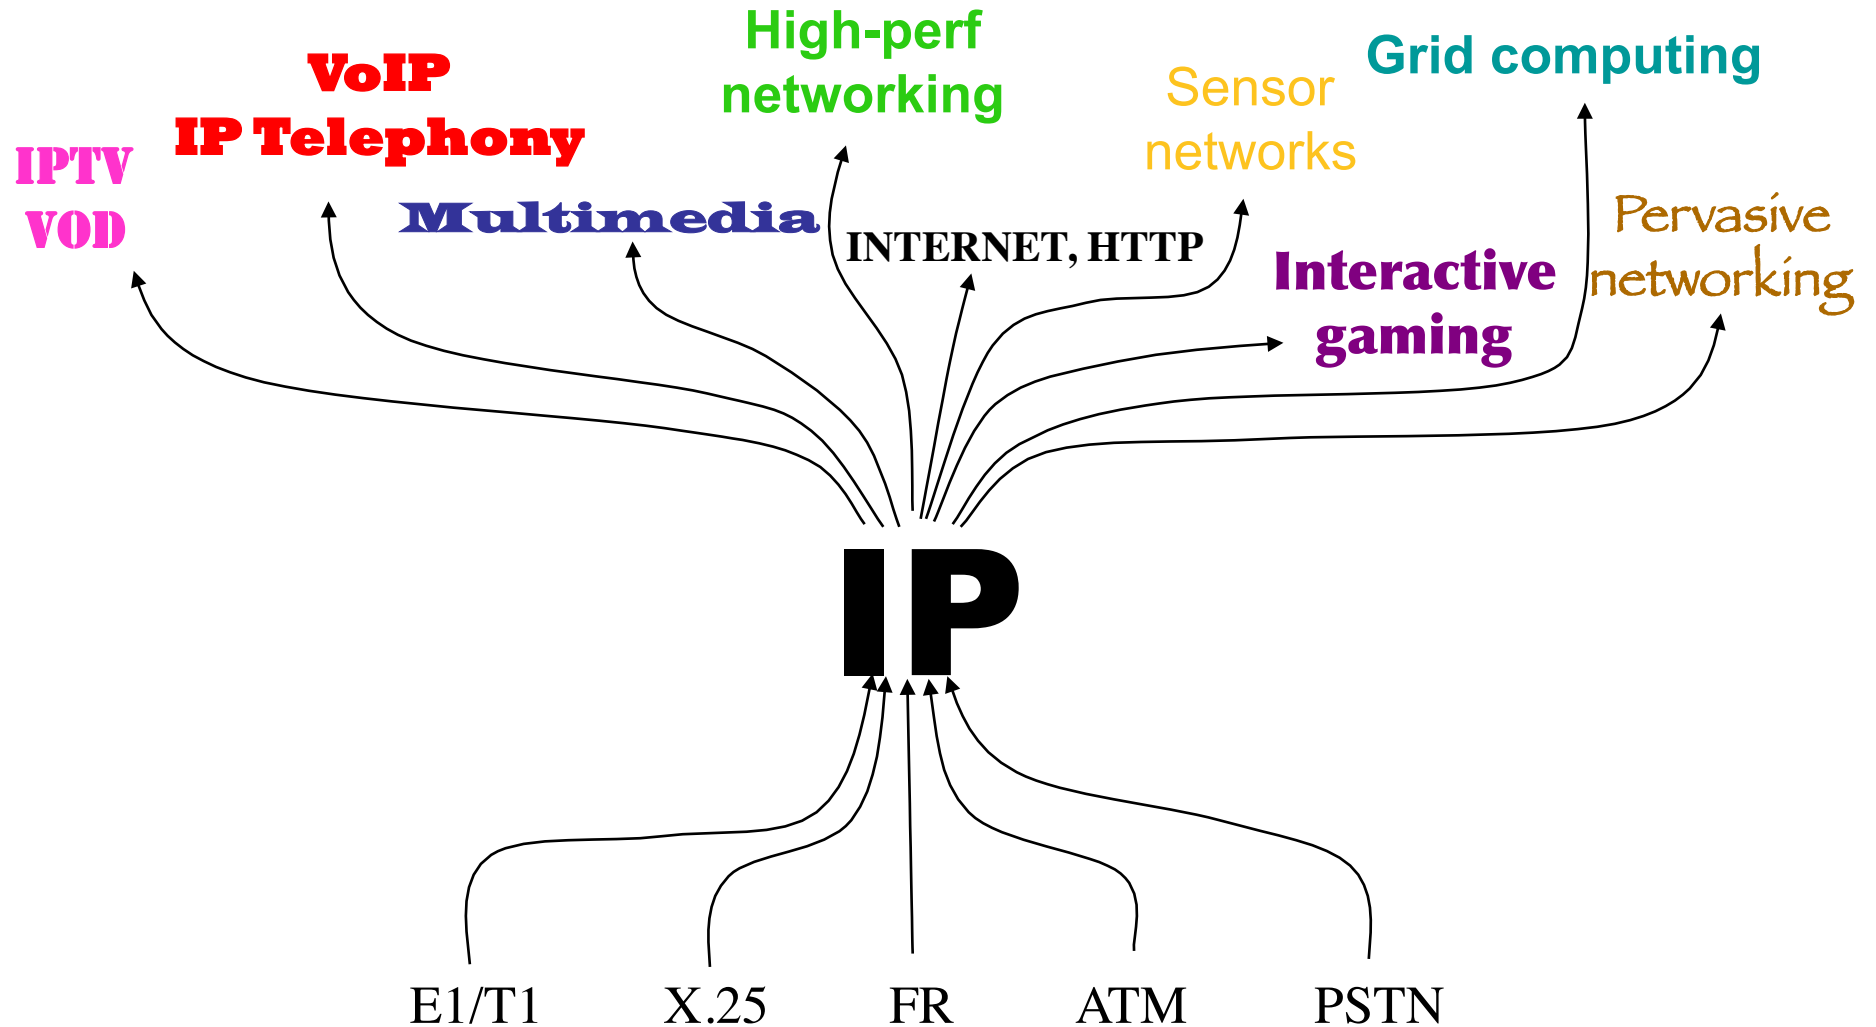 High-perf
networking
VoIP
IP Telephony
Grid computing
Sensor
networks
IPTV
VOD
Multimedia
INTERNET, HTTP
Interactive
gaming
Pervasive
networking
IP
E1/T1
X.25
FR
ATM
PSTN